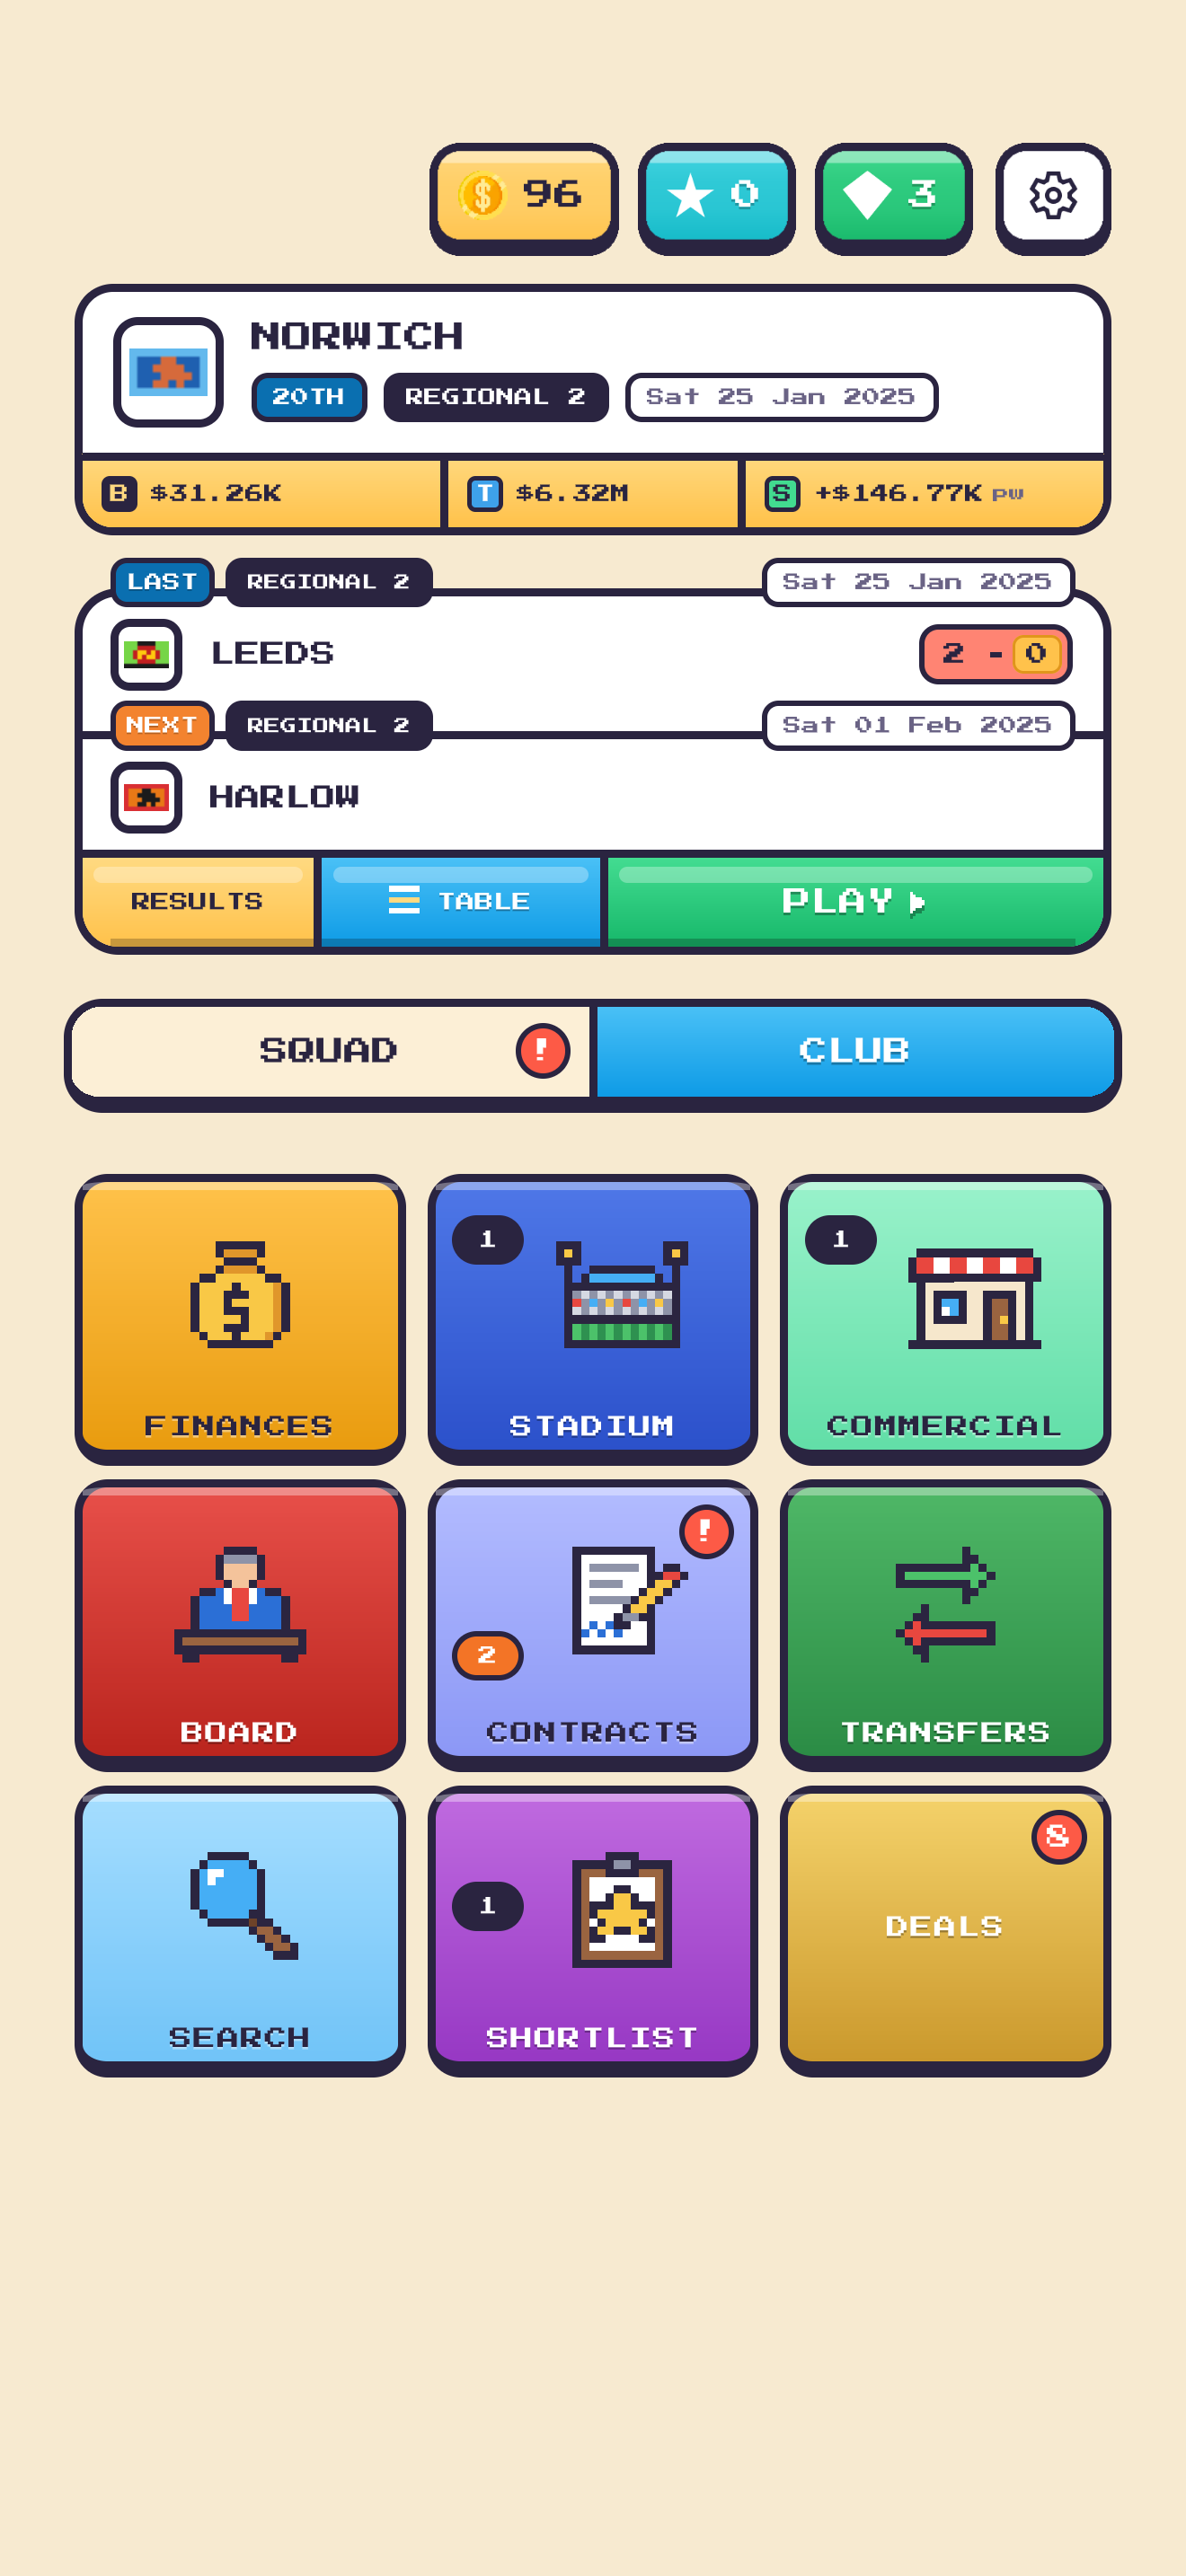 96 0 3
NORWICH
20TH REGIONAL 2 Sat 25 Jan 2025
B $31.26K T $6.32M S +$146.77K PW
LAST REGIONAL 2 Sat 25 Jan 2025
LEEDS 2 - 0
NEXT REGIONAL 2 Sat 01 Feb 2025
HARLOW
RESULTS TABLE PLAY
SQUAD ! CLUB
1 1
FINANCES STADIUM COMMERCIAL
!
2
BOARD CONTRACTS TRANSFERS
8
1 DEALS
SEARCH SHORTLIST